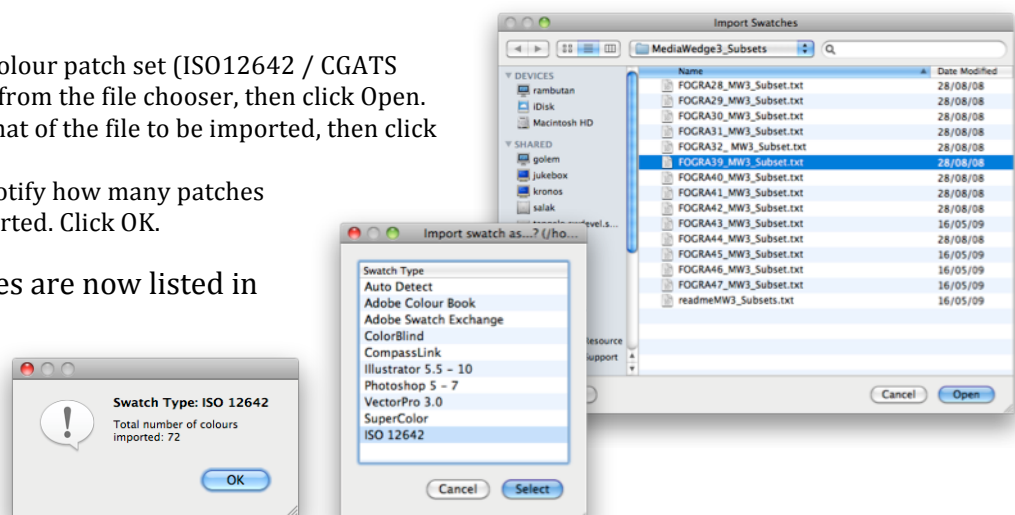 olour patch set (ISO12642 / CGATS
from the file chooser, then click Open.
nat of the file to be imported, then click
otify how many patches
rted. Click OK.
es are now listed in
Import Swatches
MediaWedge3_Subsets
DEVICES
rambutan
iDisk
Macintosh HD
SHARED
golem
jukebox
kronos
salak
Name Date Modified
FOGRA28_MW3_Subset.txt 28/08/08
FOGRA29_MW3_Subset.txt 28/08/08
FOGRA30_MW3_Subset.txt 28/08/08
FOGRA31_MW3_Subset.txt 28/08/08
FOGRA32_ MW3_Subset.txt 28/08/08
FOGRA39_MW3_Subset.txt 28/08/08
FOGRA40_MW3_Subset.txt 28/08/08
FOGRA41_MW3_Subset.txt 28/08/08
FOGRA42_MW3_Subset.txt 28/08/08
FOGRA43_MW3_Subset.txt 16/05/09
FOGRA44_MW3_Subset.txt 28/08/08
FOGRA45_MW3_Subset.txt 16/05/09
FOGRA46_MW3_Subset.txt 16/05/09
FOGRA47_MW3_Subset.txt 16/05/09
readmeMW3_Subsets.txt 16/05/09
Resource
Support
Cancel Open
Import swatch as...? (/ho...
Swatch Type
Auto Detect
Adobe Colour Book
Adobe Swatch Exchange
ColorBlind
CompassLink
Illustrator 5.5 - 10
Photoshop 5 - 7
VectorPro 3.0
SuperColor
ISO 12642
Cancel Select
Swatch Type: ISO 12642
Total number of colours
imported: 72
OK